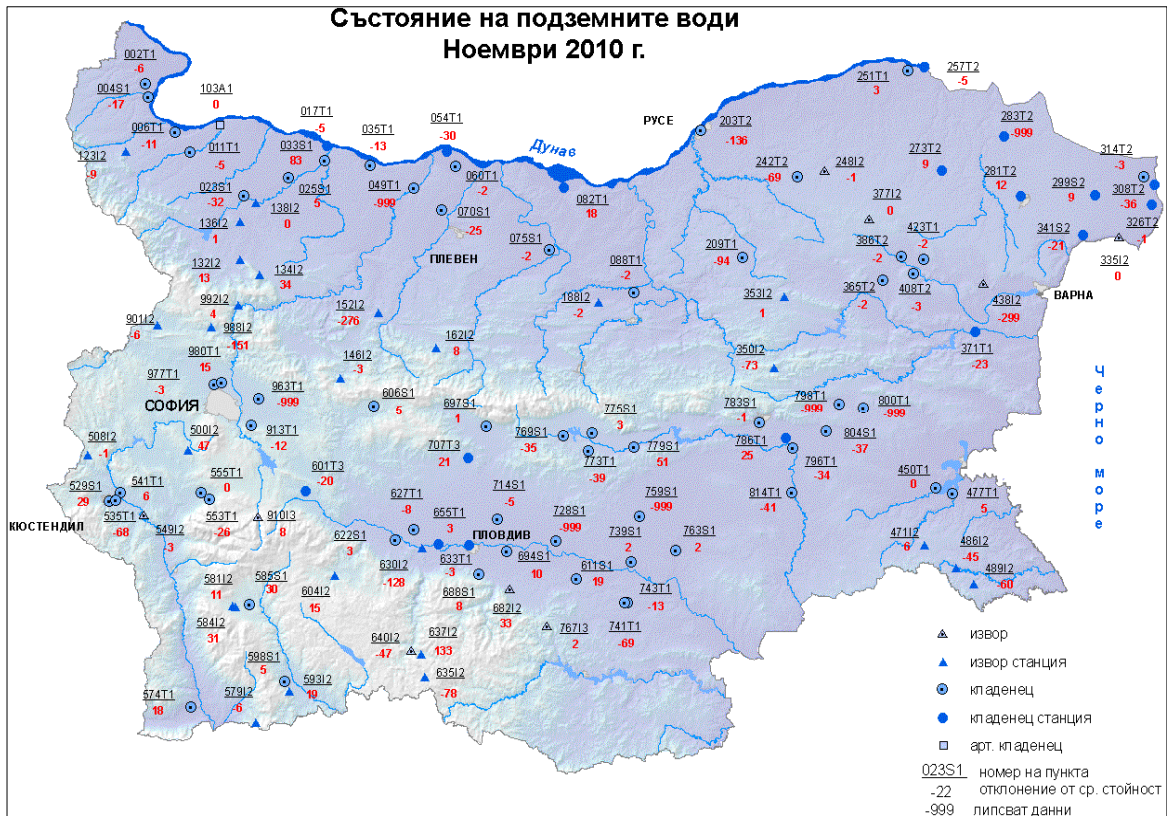 Състояние на подземните води
Ноември 2010 г.
002T1
-6
004S1
-17
103A1
0
017T1
-5
035T1
-13
054T1
-30
006T1
-11
011T1
-5
033S1
83
123I2
-9
023S1
-32
025S1
5
049T1
-999
060T1
-2
070S1
-25
082T1
18
075S1
-2
088T1
-2
136I2
1
138I2
0
132I2
13
134I2
34
ПЛЕВЕН
Дунав
РУСЕ
203T2
-136
251T1
3
257T2
-5
283T2
-999
242T2
-69
248I2
-1
273T2
9
281T2
12
299S2
9
314T2
-3
308T2
-36
326T2
-1
377I2
0
423T1
-2
386T2
-2
341S2
-21
335I2
0
209T1
-94
365T2
-2
408T2
-3
438I2
-299
ВАРНА
353I2
1
188I2
-2
152I2
-276
162I2
8
146I2
-3
350I2
-73
371T1
-23
992I2
4
901I2
-6
988I2
-151
980T1
15
977T1
-3
СОФИЯ
963T1
-999
913T1
-12
606S1
5
697S1
1
707T3
21
769S1
-35
775S1
3
773T1
-39
779S1
51
783S1
-1
798T1
-999
800T1
-999
786T1
25
804S1
-37
796T1
-34
Черно море
508I2
-1
500I2
47
529S1
29
541T1
6
535T1
-68
КЮСТЕНДИЛ
549I2
3
555T1
0
553T1
-26
910I3
8
601T3
-20
627T1
-8
655T1
3
714S1
-5
ПЛОВДИВ
728S1
-999
759S1
-999
739S1
2
763S1
2
814T1
-41
450T1
0
477T1
5
471I2
6
486I2
-45
489I2
-60
622S1
3
630I2
-128
633T1
3
694S1
10
611S1
19
688S1
8
682I2
33
743T1
-13
741T1
-69
767I3
2
581I2
11
585S1
30
584I2
31
604I2
15
640I2
-47
637I2
133
635I2
-78
598S1
5
593I2
19
574T1
18
579I2
-6
извор
извор станция
кладенец
кладенец станция
арт. кладенец
023S1 номер на пункта
-22 отклонение от ср. стойност
-999 липсват данни